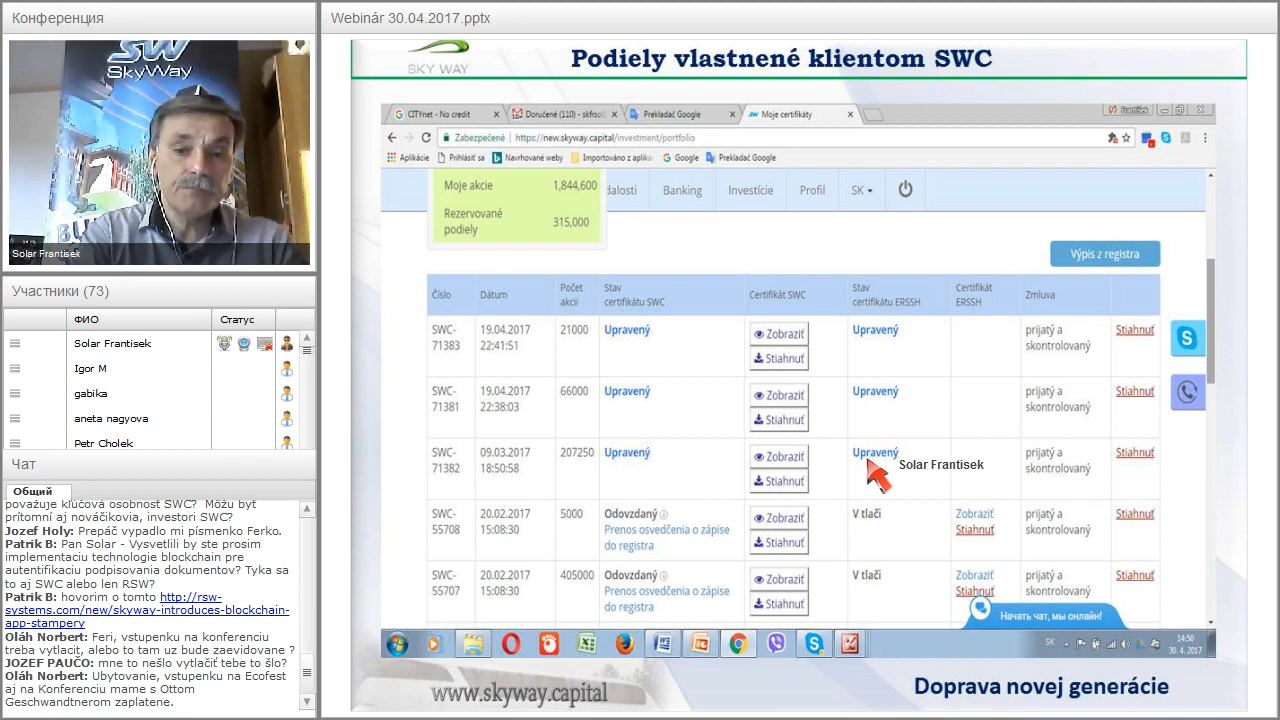 Конференция
SW
SkyWay
Solar Frantisek
Участники (73)
ФИО
Статус
Solar Frantisek
Igor M
gabika
aneta nagyova
Petr Cholek
Чат
Общий
považuje kľúčová osobnosť SWC? Môžu byť
prítomní aj nováčikovia, investori SWC?
Jozef Holy: Prepáč vypadlo mi písmenko Ferko.
Patrik B: Pan Solar - Vysvetlili by ste prosim
implementaciu technologie blockchain pre
autentifikaciu podpisovania dokumentov? Tyka sa
to aj SWC alebo len RSW?
Patrik B: hovorim o tomto http://rsw-
systems.com/new/skyway-introduces-blockchain-
app-stampery
Oláh Norbert: Feri, vstupenku na konferenciu
treba vytlačiť, alebo to tam uz bude zaevidovane ?
JOZEF PAUČO: mne to nešlo vytlačiť tebe to šlo?
Oláh Norbert: Ubytovanie, vstupenku na Ecofest
aj na Konferenciu mame s Ottom
Geschwandtnerom zaplatene.
Webinár 30.04.2017.pptx
SKY WAY
Podiely vlastnené klientom SWC
CITYnet - No credit
Doručené (110) - skfrso
Prekladač Google
Moje certifikáty
František
Zabezpečené
https://new.skyway.capital/investment/portfolio
Aplikácie
Prihlásiť sa
Navrhované weby
Importováno z aplika
Google
Prekladač Google
Moje akcie 1,844,600
Rezervované podiely 315,000
dalosti
Banking
Investície
Profil
SK
Výpis z registra
Číslo Dátum Počet akcií Stav certifikátu SWC Certifikát SWC Stav certifikátu ERSSH Certifikát ERSSH Zmluva
SWC-71383 19.04.2017 22:41:51 21000 Upravený Zobraziť Stiahnuť Upravený prijatý a skontrolovaný Stiahnuť
SWC-71381 19.04.2017 22:38:03 66000 Upravený Zobraziť Stiahnuť Upravený prijatý a skontrolovaný Stiahnuť
SWC-71382 09.03.2017 18:50:58 207250 Upravený Zobraziť Stiahnuť Upravený prijatý a skontrolovaný Stiahnuť
Solar Frantisek
SWC-55708 20.02.2017 15:08:30 5000 Odovzdaný Prenos osvedčenia o zápise do registra Zobraziť Stiahnuť V tlači Zobraziť Stiahnuť prijatý a skontrolovaný Stiahnuť
SWC-55707 20.02.2017 15:08:30 405000 Odovzdaný Prenos osvedčenia o zápise do registra Zobraziť Stiahnuť V tlači Zobraziť Stiahnuť prijatý a skontrolovaný Stiahnuť
Начать чат, мы онлайн!
SK
14:50
30. 4. 2017
www.skyway.capital
Doprava novej generácie